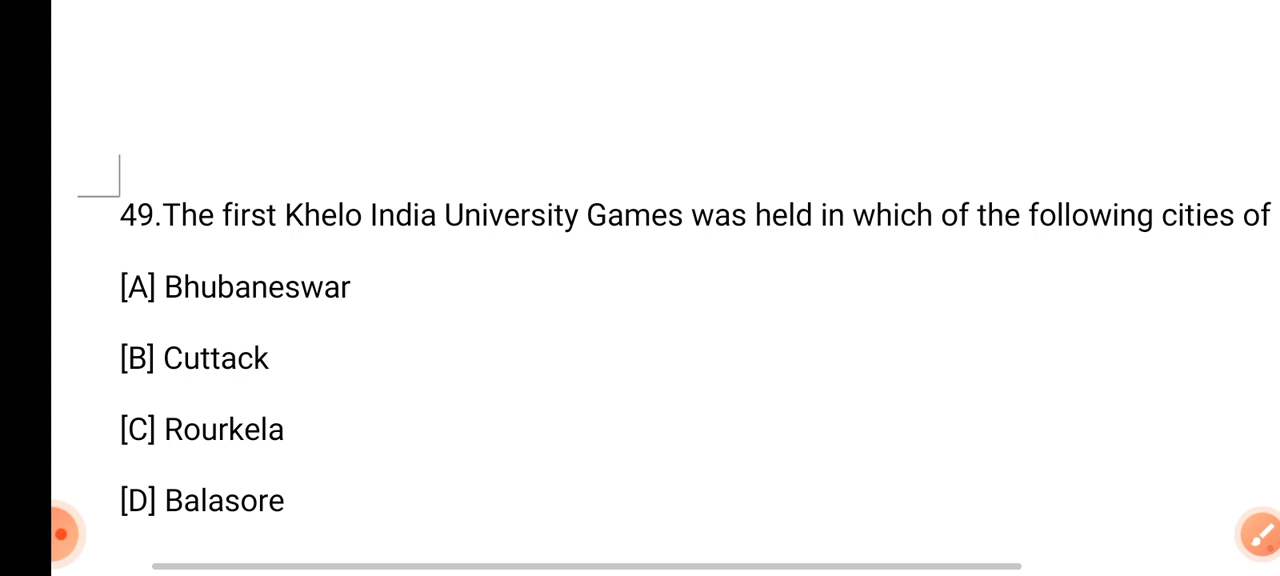 49.The first Khelo India University Games was held in which of the following cities of
[A] Bhubaneswar
[B] Cuttack
[C] Rourkela
[D] Balasore